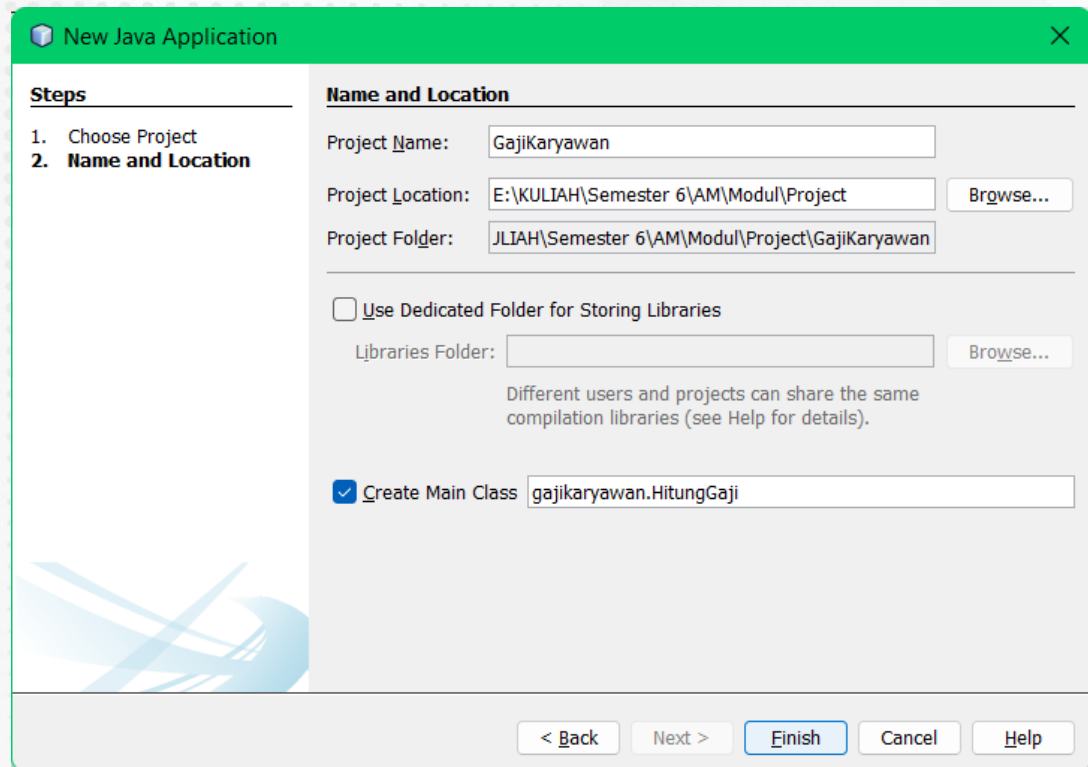 New Java Application
Steps
1. Choose Project
2. Name and Location
Name and Location
Project Name: GajiKaryawan
Project Location: E:\KULIAH\Semester 6\AM\Modul\Project Browse...
Project Folder: JLIAH\Semester 6\AM\Modul\Project\GajiKaryawan
Use Dedicated Folder for Storing Libraries
Libraries Folder: Browse...
Different users and projects can share the same
compilation libraries (see Help for details).
Create Main Class gajikaryawan.HitungGaji
< Back Next > Finish Cancel Help